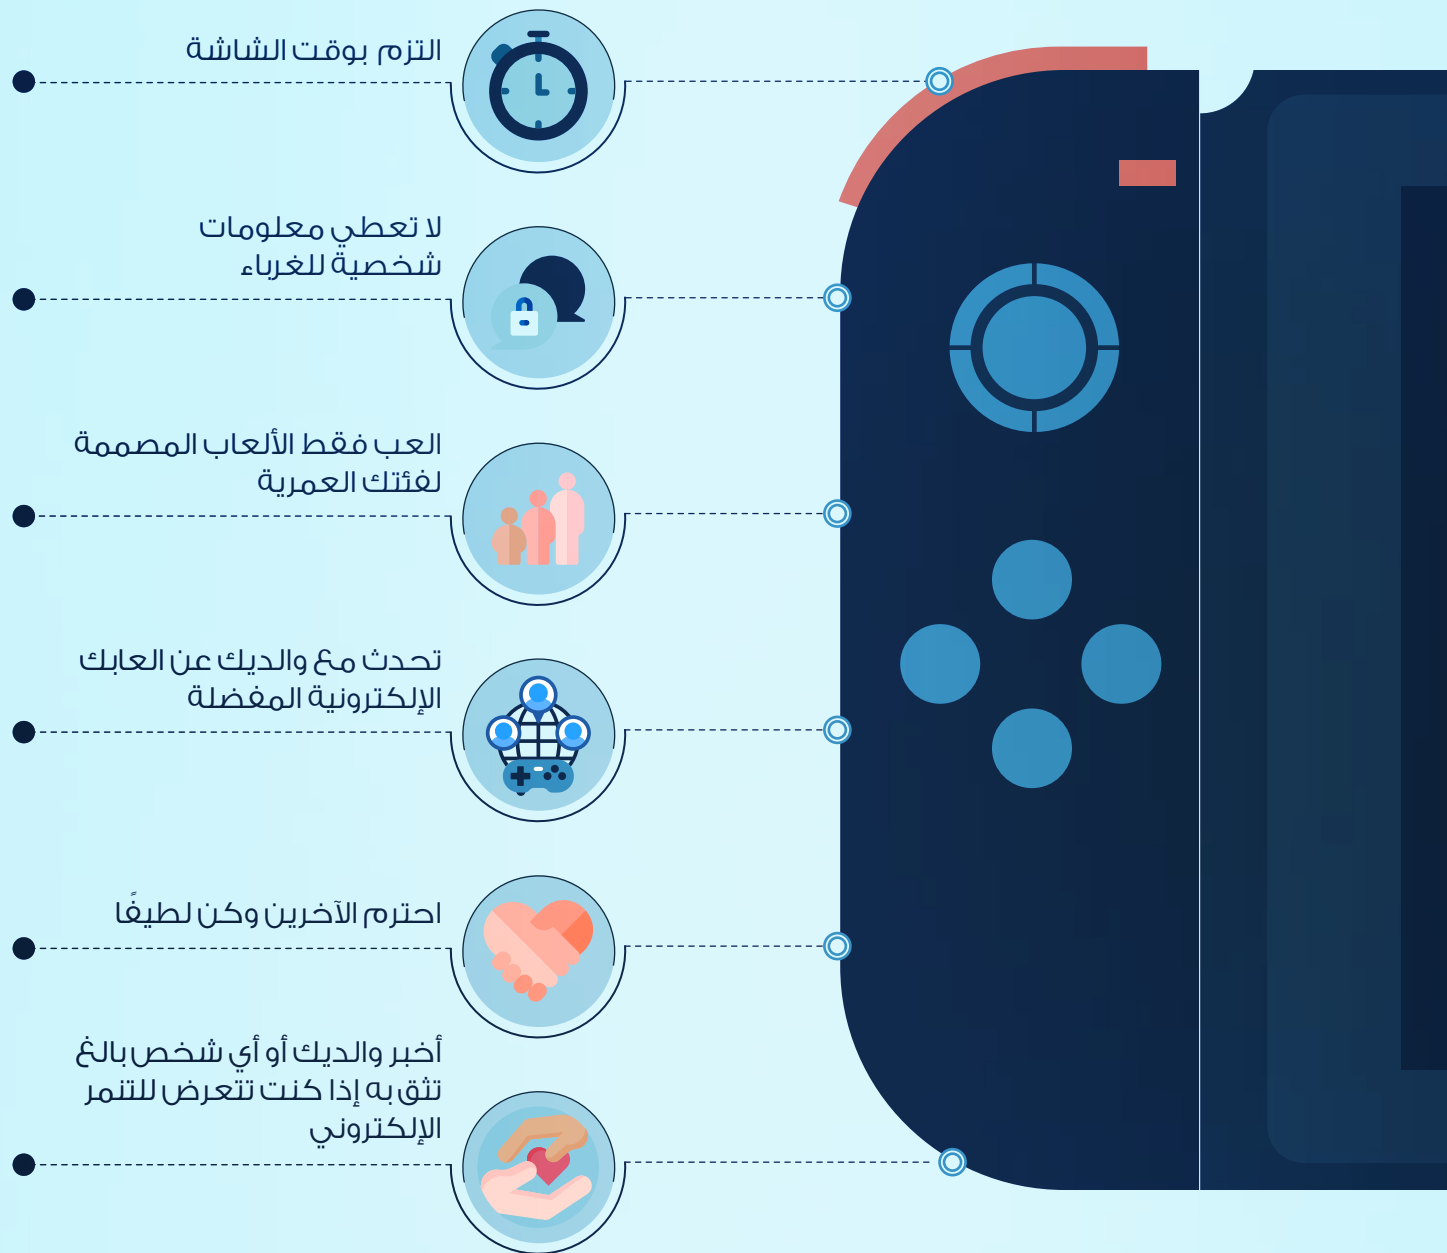 التزم بوقت الشاشة
لا تعطي معلومات
شخصية للغرباء
العب فقط الألعاب المصممة
لفئتك العمرية
تحدث مع والديك عن العابك
الإلكترونية المفضلة
احترم الآخرين وكن لطيفًا
أخبر والديك أو أي شخص بالغ
تثق به إذا كنت تتعرض للتنمر
الإلكتروني